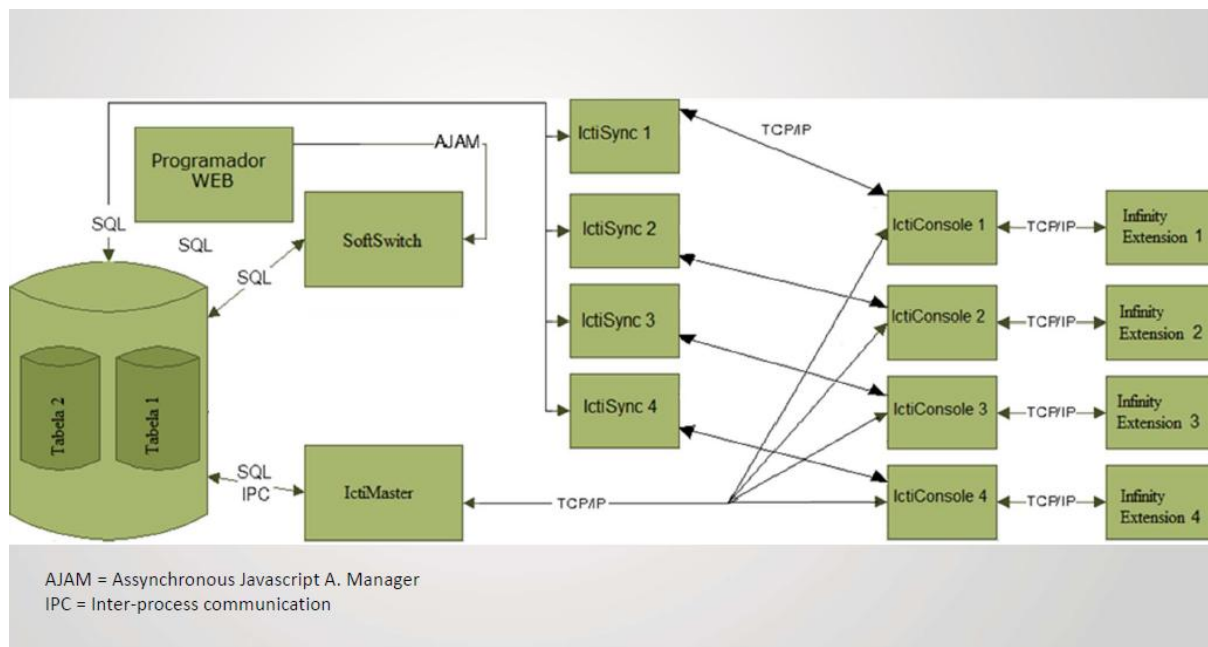 Programador
WEB
AJAM
SQL
SQL
SQL
SoftSwitch
Tabela 2
Tabela 1
SQL
IPC
IctiMaster
TCP/IP
IctiSync 1
IctiSync 2
IctiSync 3
IctiSync 4
TCP/IP
IctiConsole 1
IctiConsole 2
IctiConsole 3
IctiConsole 4
TCP/IP
TCP/IP
TCP/IP
TCP/IP
Infinity
Extension 1
Infinity
Extension 2
Infinity
Extension 3
Infinity
Extension 4
AJAM = Assynchronous Javascript A. Manager
IPC = Inter-process communication